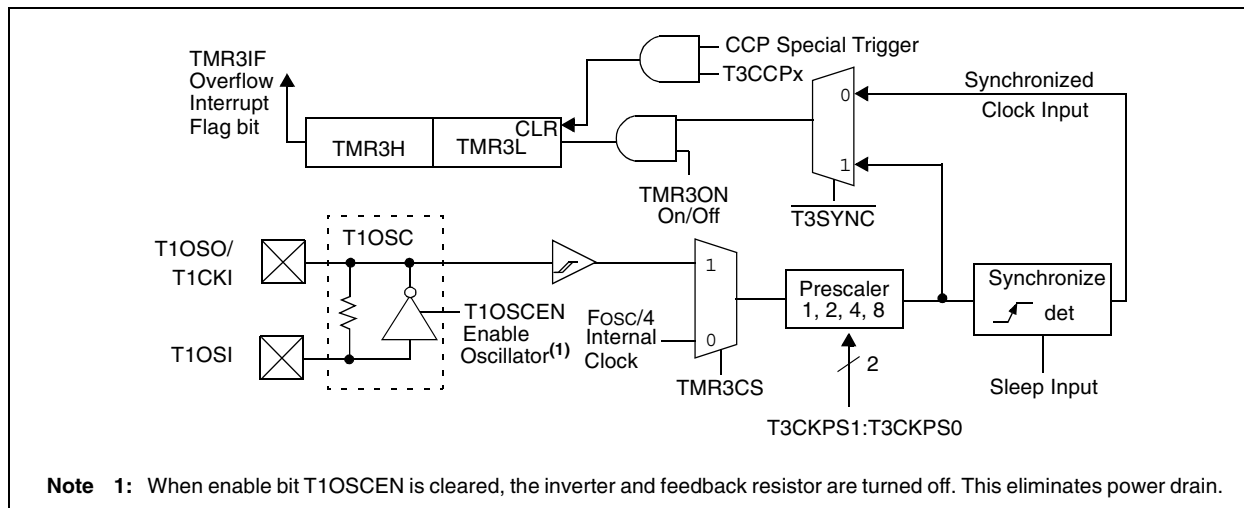 TMR3IF
Overflow
Interrupt
Flag bit
CCP Special Trigger
T3CCPx
0
Synchronized
Clock Input
CLR
TMR3H
TMR3L
1
TMR3ON
On/Off
T3SYNC
T1OSO/
T1CKI
T1OSC
1
Prescaler
1, 2, 4, 8
Synchronize
det
T1OSCEN
Enable
Oscillator(1)
FOSC/4
Internal
Clock
0
T1OSI
TMR3CS
2
Sleep Input
T3CKPS1:T3CKPS0
Note 1: When enable bit T1OSCEN is cleared, the inverter and feedback resistor are turned off. This eliminates power drain.